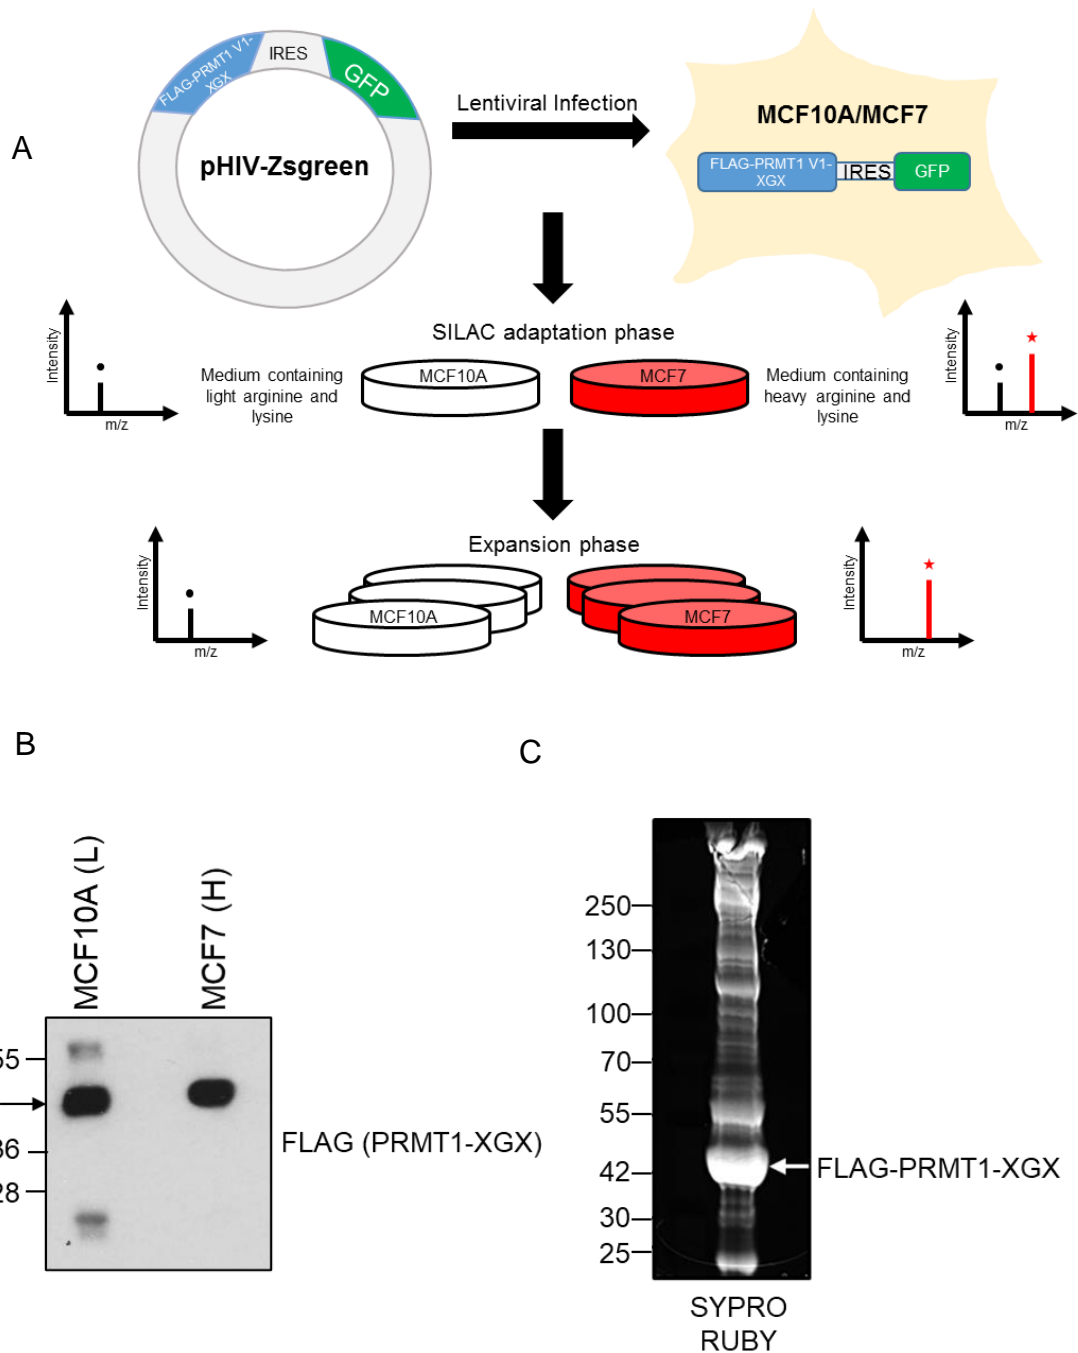 A
FLAG-PRMT1 V1-
XGX
IRES
GFP
pHIV-Zsgreen
Lentiviral Infection
MCF10A/MCF7
FLAG-PRMT1 V1-
XGX
IRES
GFP
SILAC adaptation phase
Intensity
m/z
Medium containing
light arginine and
lysine
MCF10A
MCF7
Medium containing
heavy arginine and
lysine
Intensity
m/z
Expansion phase
Intensity
m/z
MCF10A
MCF7
Intensity
m/z
B
MCF10A (L)
MCF7 (H)
55
36
28
FLAG (PRMT1-XGX)
C
250
130
100
70
55
42
30
25
FLAG-PRMT1-XGX
SYPRO
RUBY